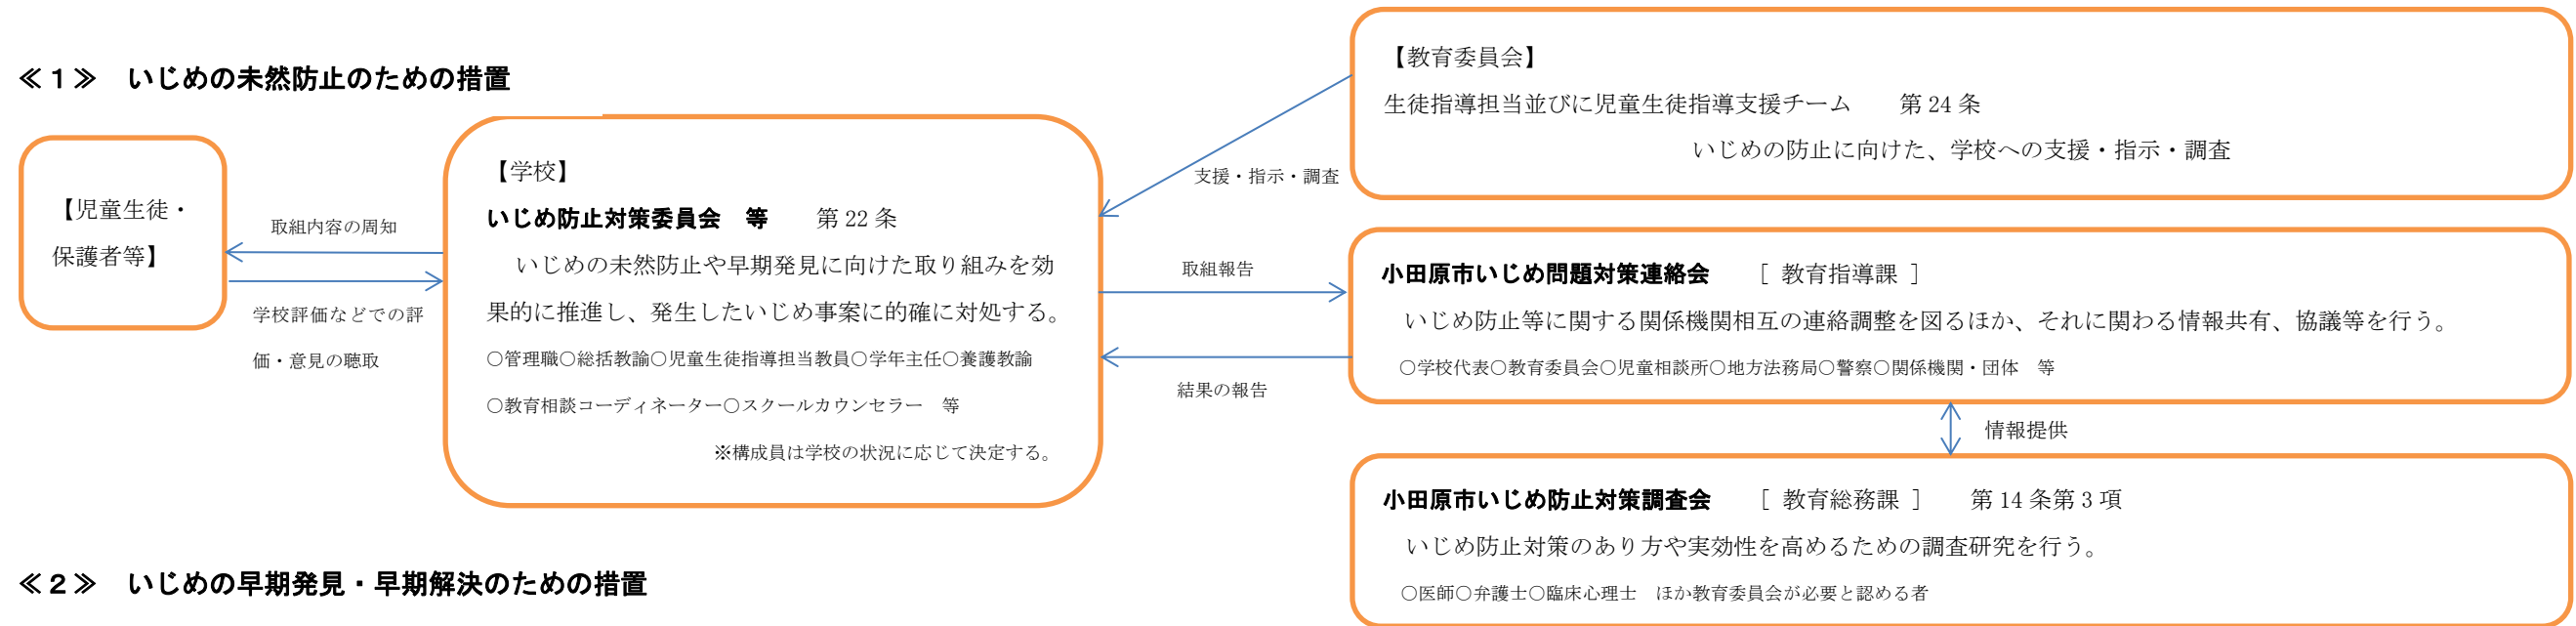 ≪１≫　いじめの未然防止のための措置
【児童生徒・
保護者等】
取組内容の周知
学校評価などでの評
価・意見の聴取
【学校】
いじめ防止対策委員会　等　　第 22 条
いじめの未然防止や早期発見に向けた取り組みを効
果的に推進し、発生したいじめ事案に的確に対処する。
○管理職○総括教諭○児童生徒指導担当教員○学年主任○養護教諭
○教育相談コーディネーター○スクールカウンセラー　等
※構成員は学校の状況に応じて決定する。
支援・指示・調査
取組報告
結果の報告
【教育委員会】
生徒指導担当並びに児童生徒指導支援チーム　　第 24 条
いじめの防止に向けた、学校への支援・指示・調査
小田原市いじめ問題対策連絡会　　［ 教育指導課 ］
いじめ防止等に関する関係機関相互の連絡調整を図るほか、それに関わる情報共有、協議等を行う。
○学校代表○教育委員会○児童相談所○地方法務局○警察○関係機関・団体　等
情報提供
小田原市いじめ防止対策調査会　　［ 教育総務課 ］　　第 14 条第 3 項
いじめ防止対策のあり方や実効性を高めるための調査研究を行う。
○医師○弁護士○臨床心理士　ほか教育委員会が必要と認める者
≪２≫　いじめの早期発見・早期解決のための措置